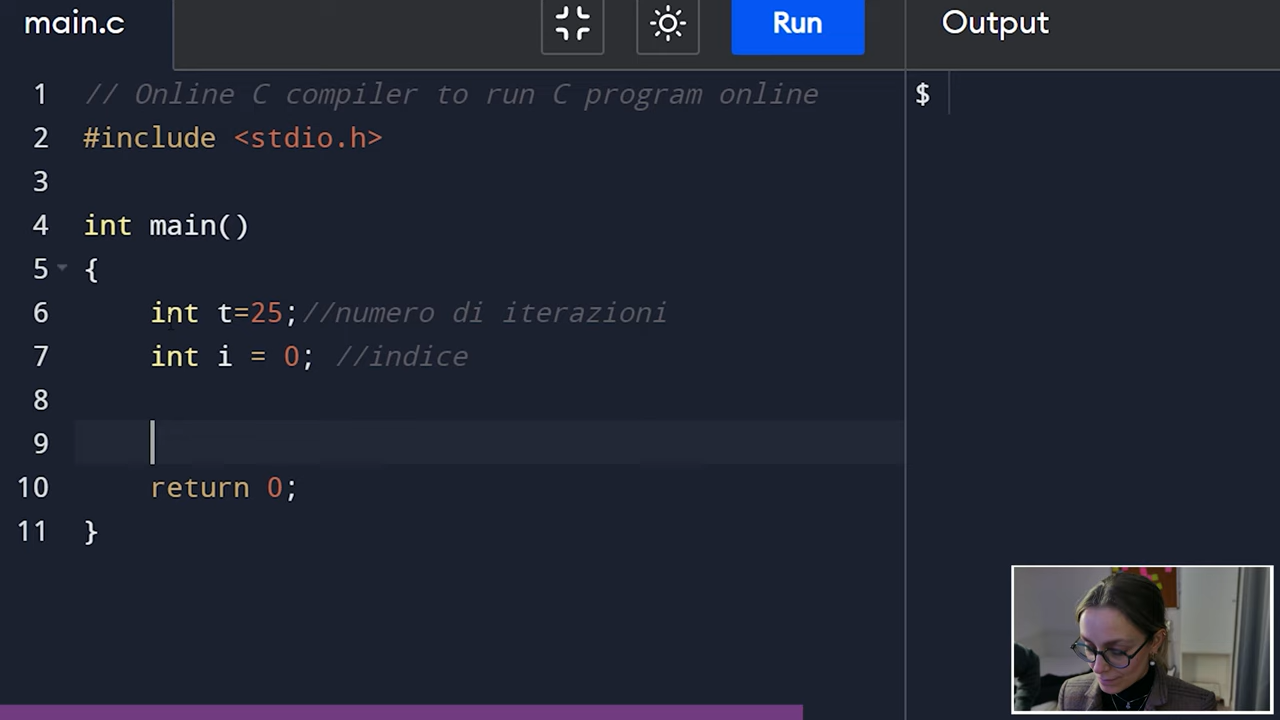 main.c
Run
Output
1 // Online C compiler to run C program online
2 #include <stdio.h>
3
4 int main()
5 {
6 int t=25;//numero di iterazioni
7 int i = 0; //indice
8
9
10 return 0;
11 }
$